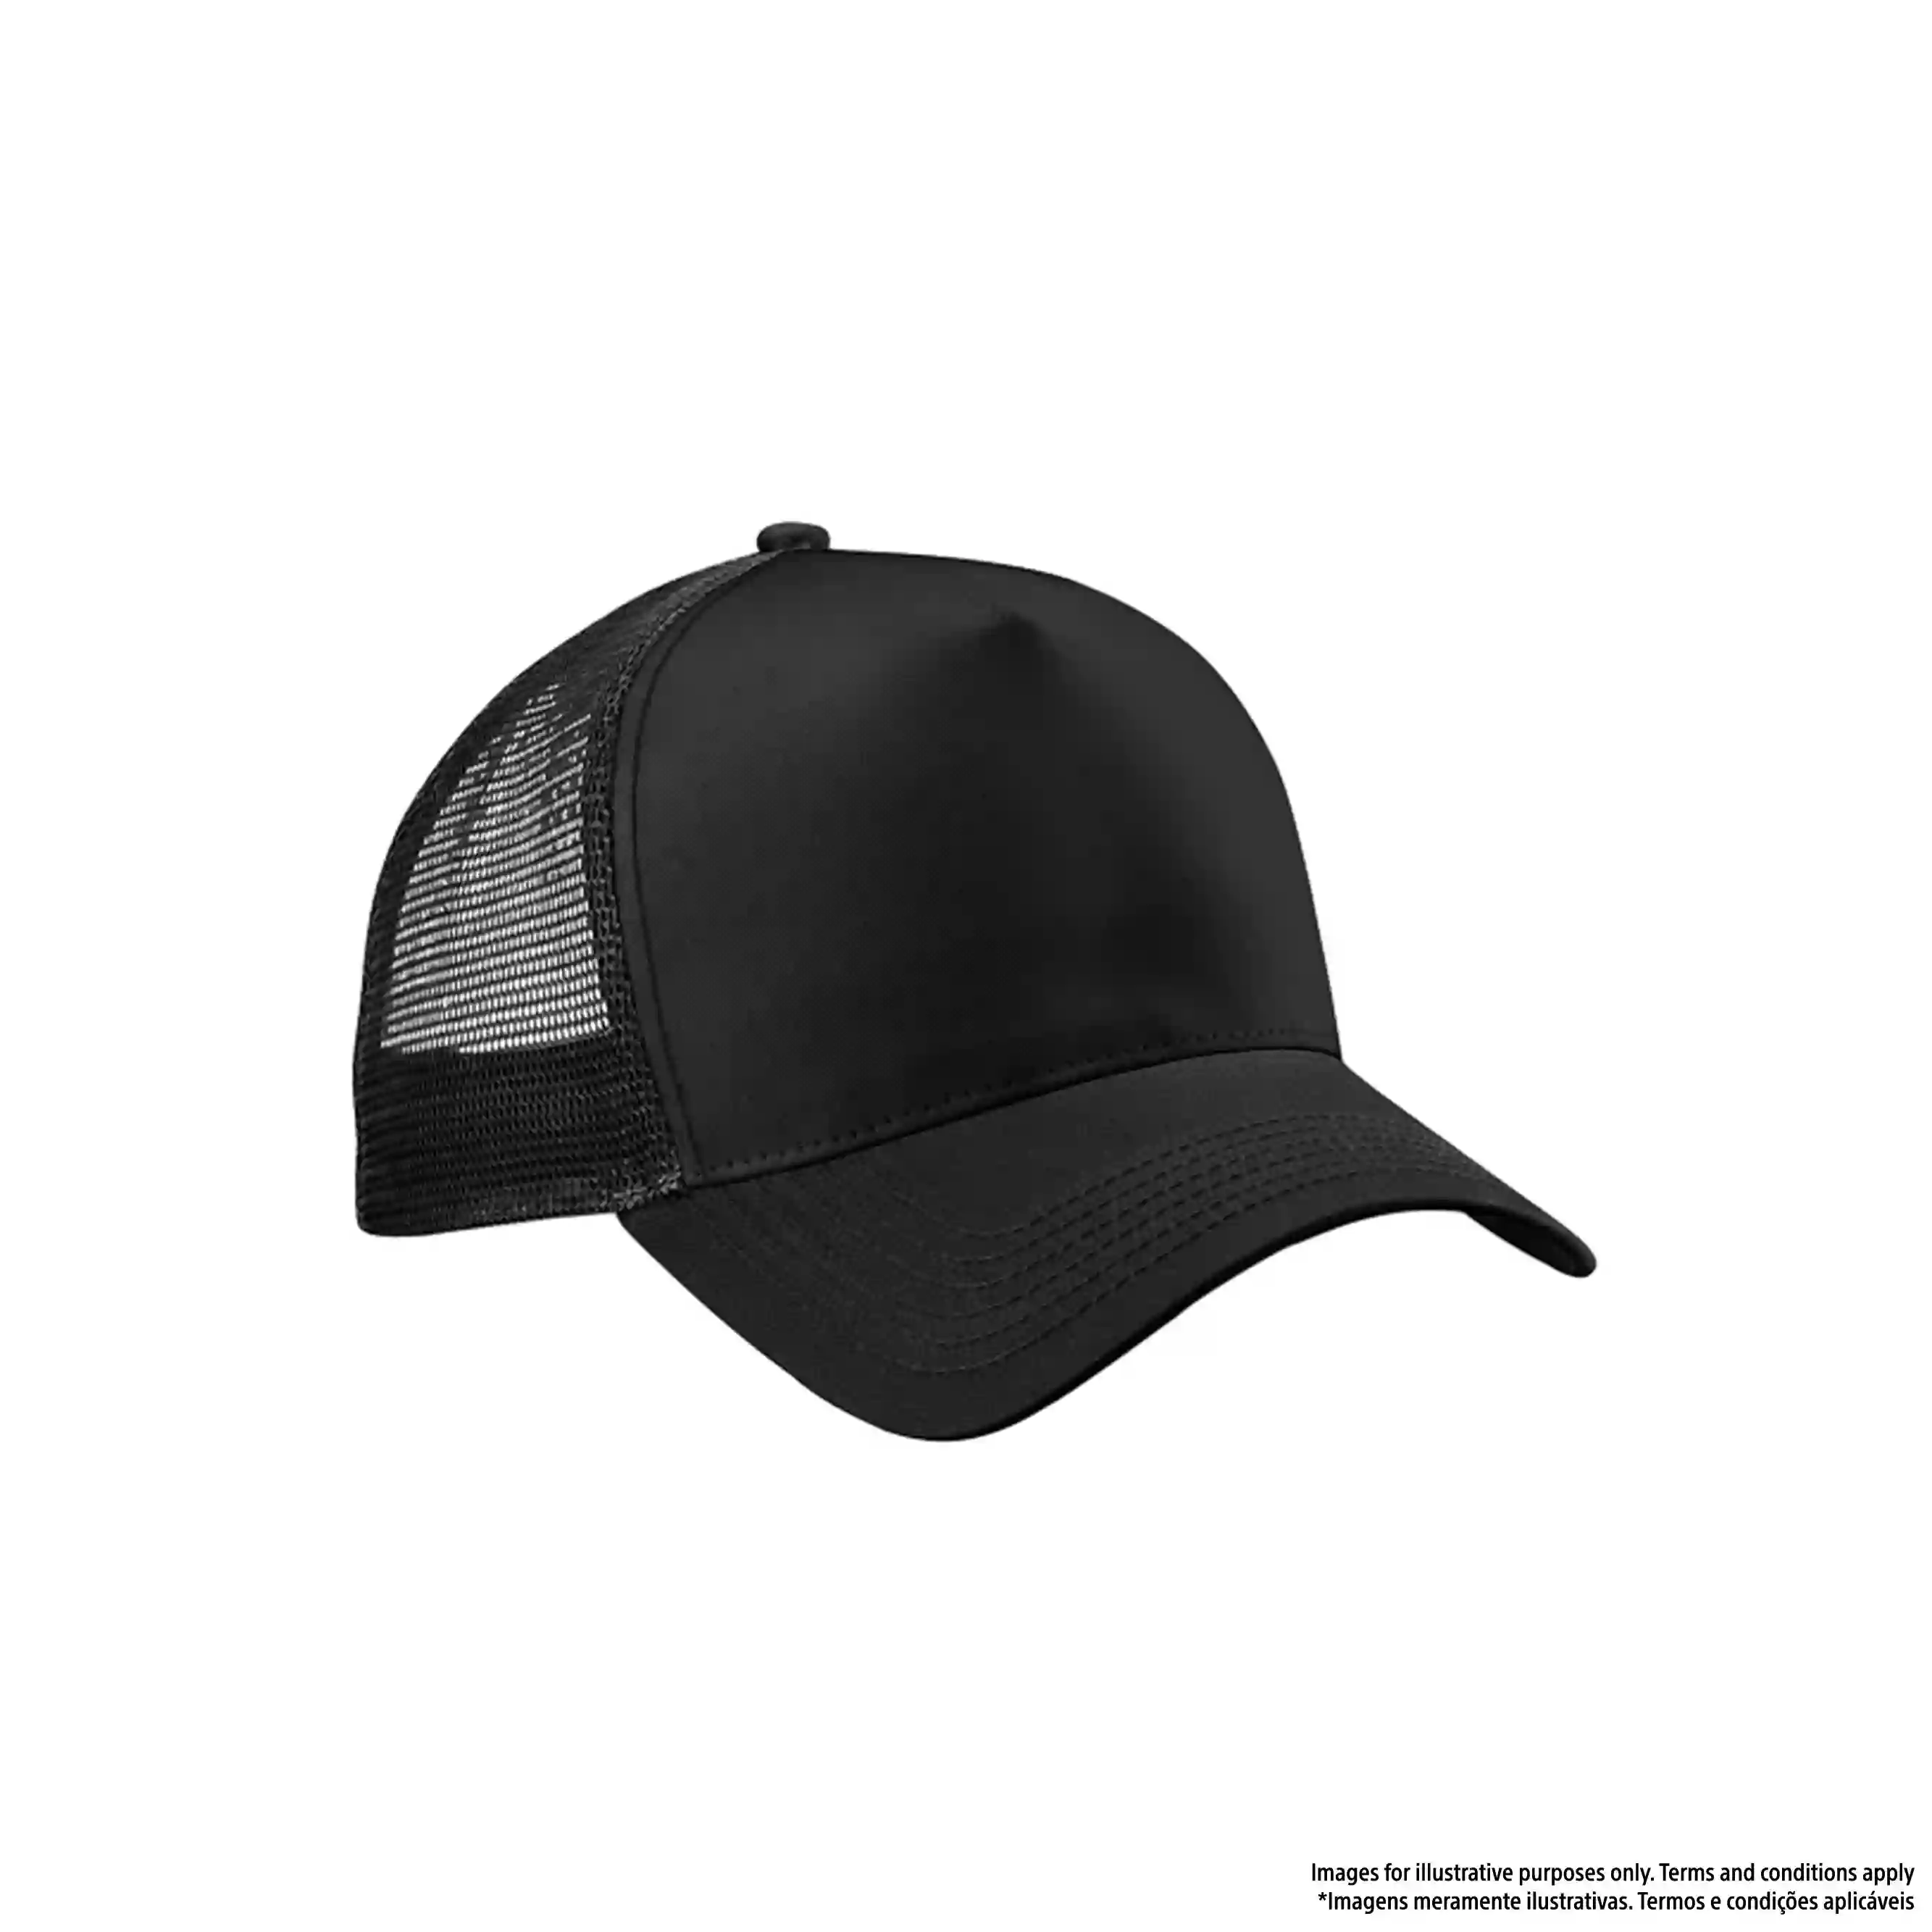 Images for illustrative purposes only. Terms and conditions apply
*Imagens meramente ilustrativas. Termos e condições aplicáveis